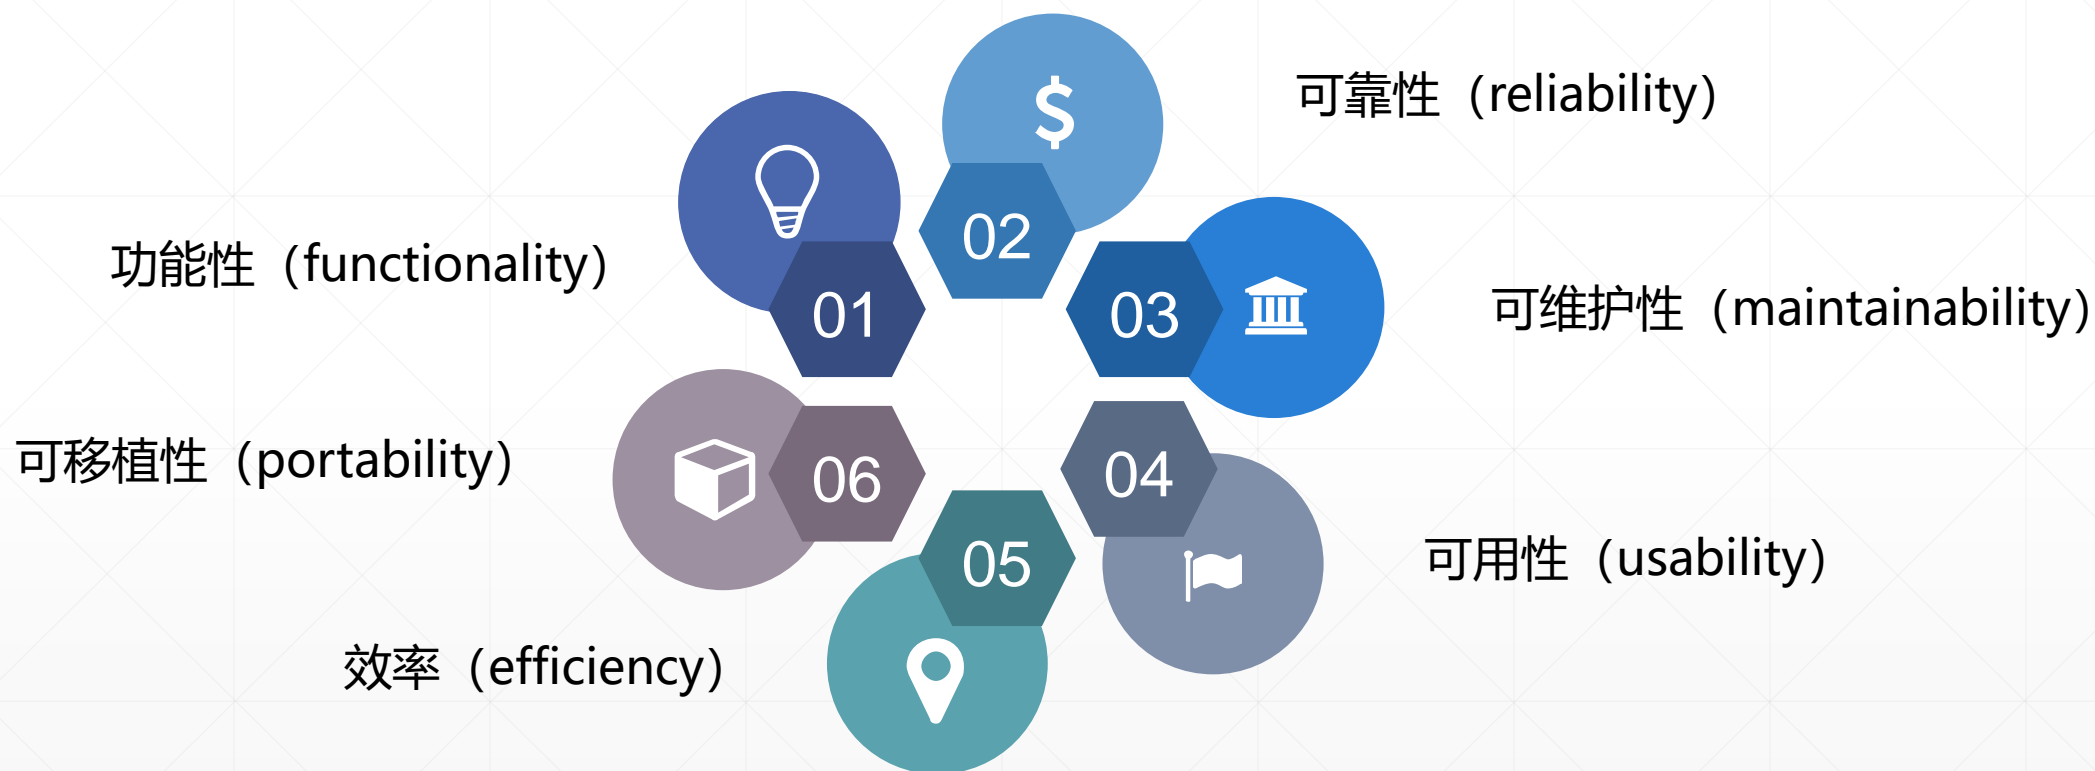 可靠性（reliability）
02
功能性（functionality）
01
03
可维护性（maintainability）
可移植性（portability）
06
04
05
可用性（usability）
效率（efficiency）